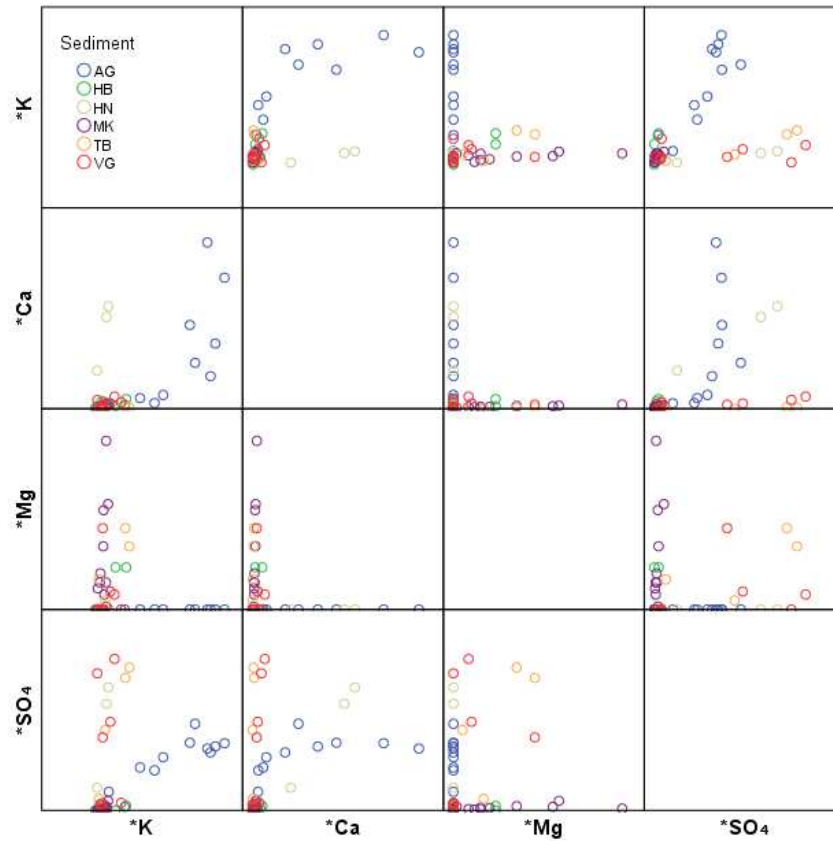 Sediment
AG
HB
HN
MK
TB
VG
*K
*Ca
*Mg
*SO₄
*K
*Ca
*Mg
*SO₄